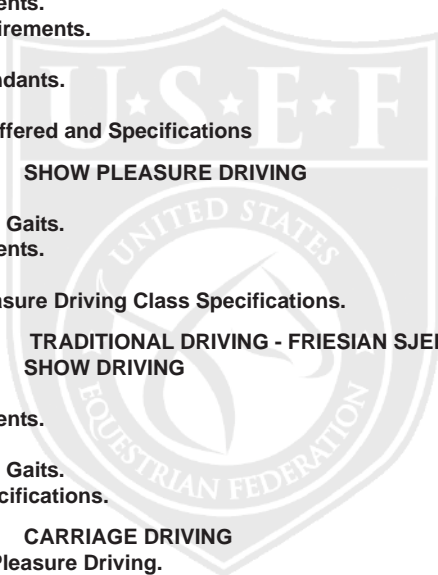 ents.
irements.
ndants.
U★S★E★F
ffered and Specifications
SHOW PLEASURE DRIVING
UNITED STATES
Gaits.
ents.
asure Driving Class Specifications.
TRADITIONAL DRIVING - FRIESIAN SJE
SHOW DRIVING
ents.
EQUESTRIAN FEDERATION
Gaits.
cifications.
CARRIAGE DRIVING
Pleasure Driving.